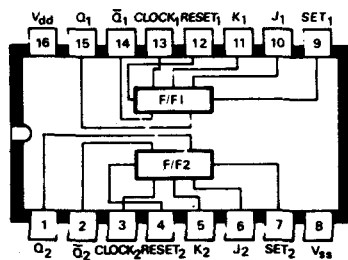 Vdd Q1 Q̅1 CLOCK1 RESET1 K1 J1 SET1
16 15 14 13 12 11 10 9
F/F1
F/F2
1 2 3 4 5 6 7 8
Q2 Q̅2 CLOCK2 RESET2 K2 J2 SET2 Vss